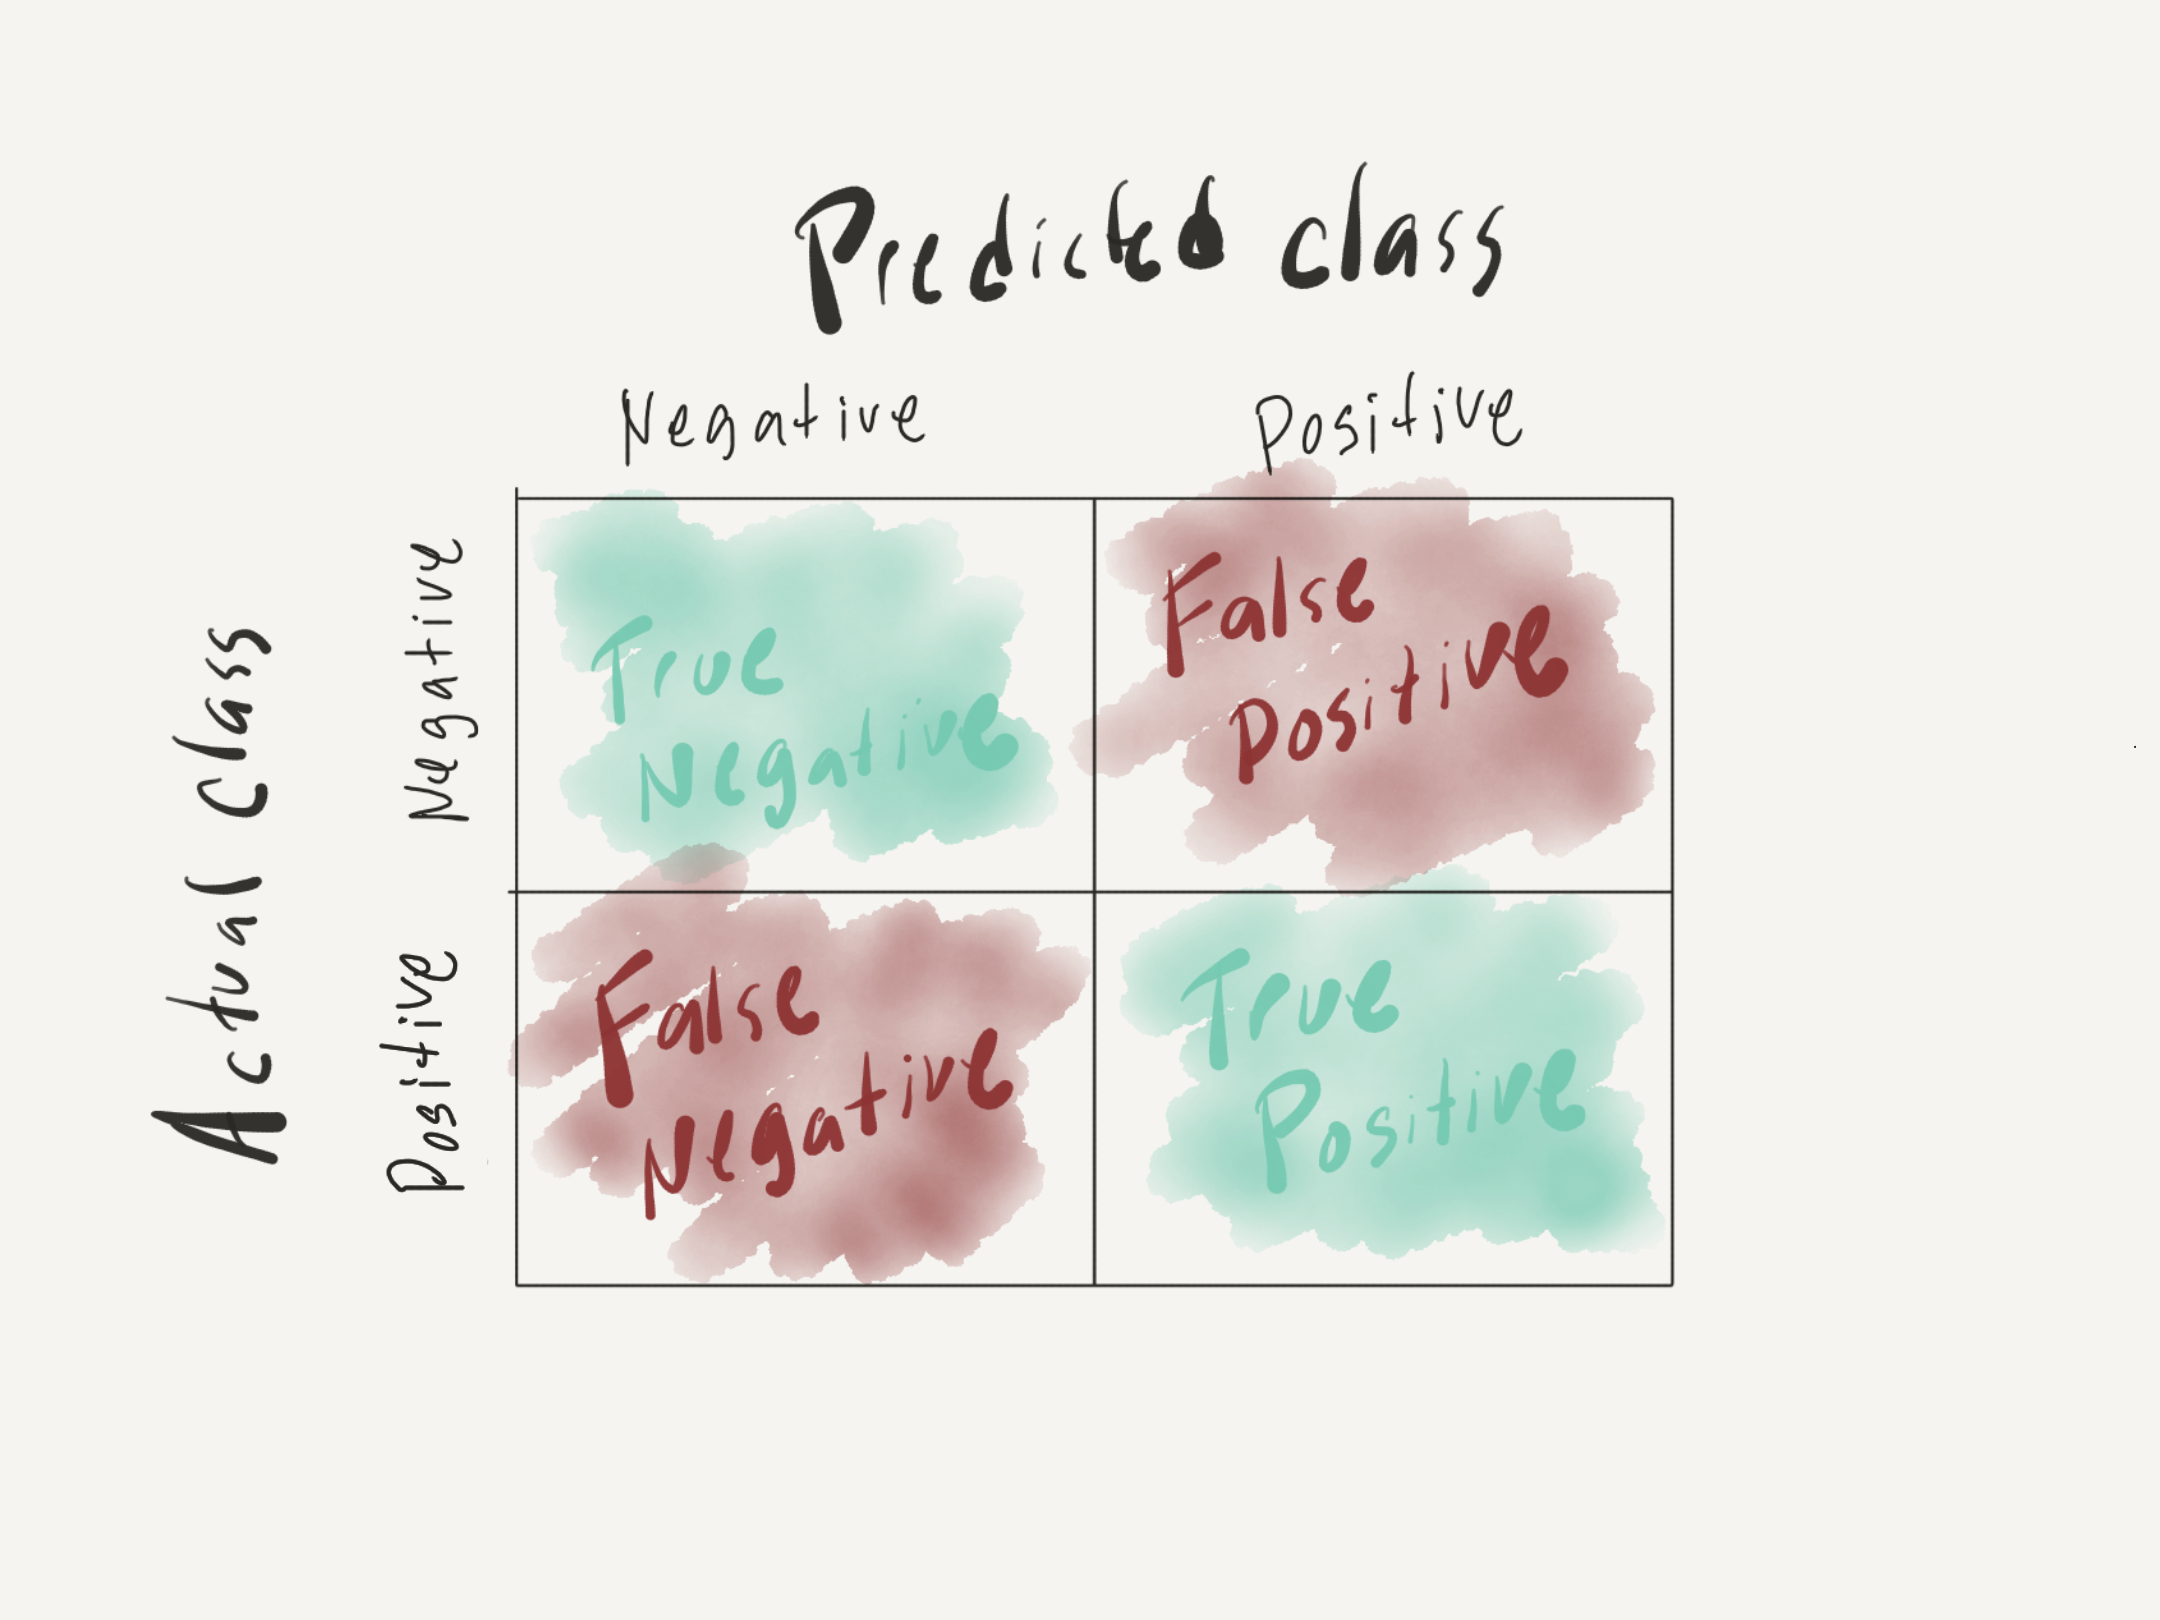 Predicted class
Negative
Positive
Actual Class
Negative
True
Negative
False
Positive
Positive
False
Negative
True
Positive